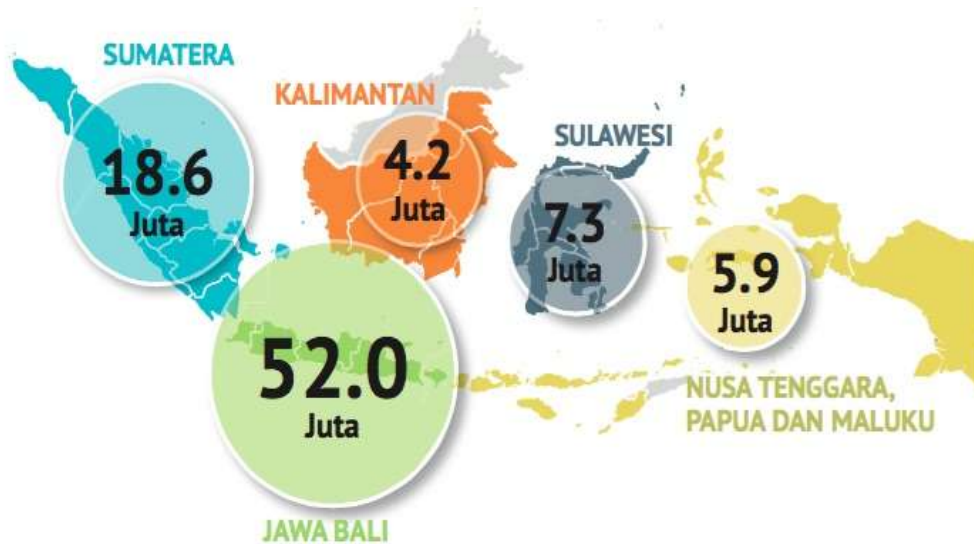 SUMATERA
18.6
Juta
KALIMANTAN
4.2
Juta
SULAWESI
7.3
Juta
5.9
Juta
NUSA TENGGARA,
PAPUA DAN MALUKU
52.0
Juta
JAWA BALI